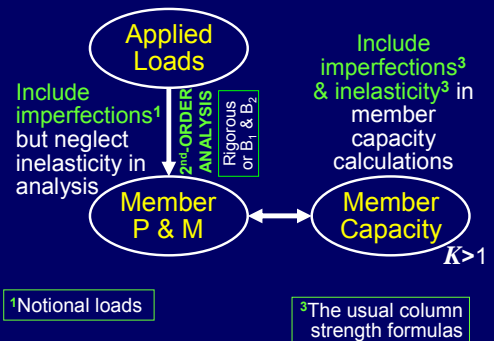 Applied
Loads
Include
imperfections¹
but neglect
inelasticity in
analysis
2nd-ORDER
ANALYSIS
Rigorous
or B₁ & B₂
Include
imperfections³
& inelasticity³ in
member
capacity
calculations
Member
P & M
Member
Capacity
K>1
¹Notional loads
³The usual column
strength formulas